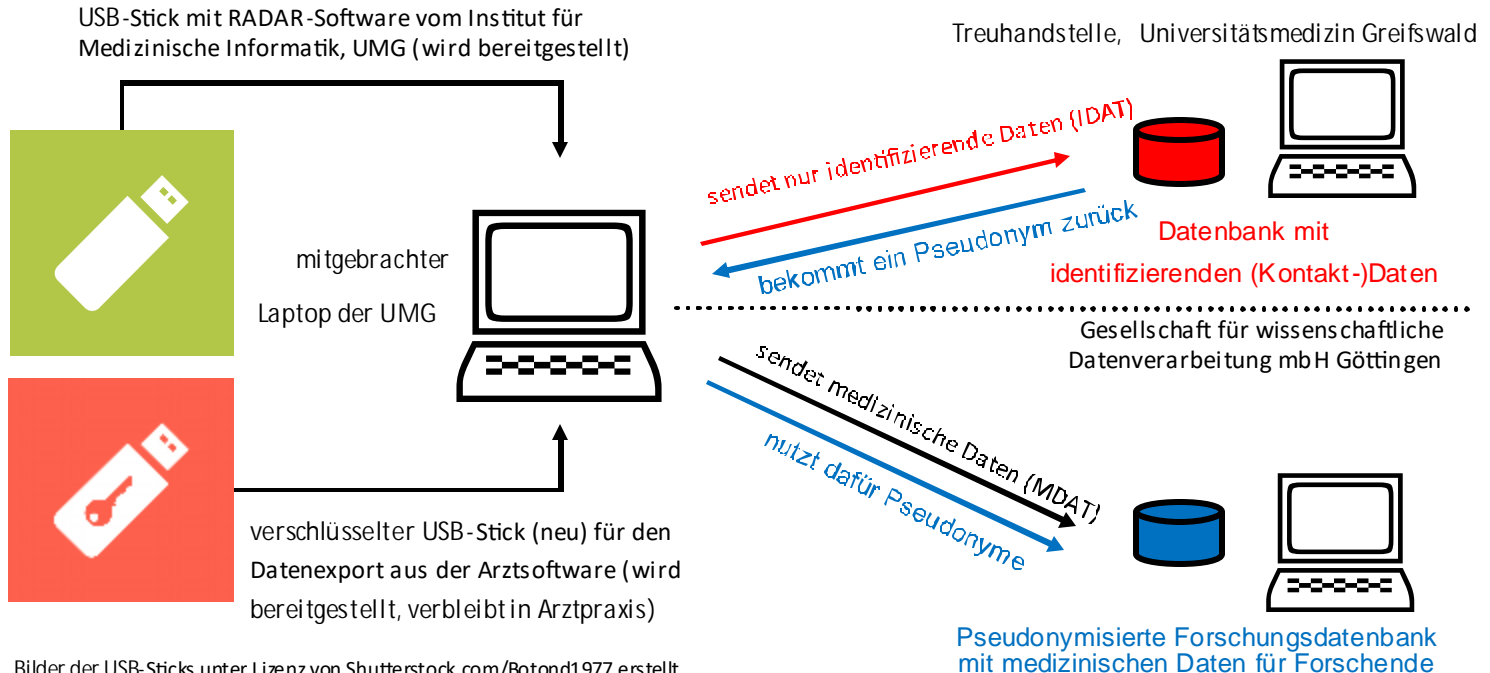 USB-Stick mit RADAR-Software vom Institut für
Medizinische Informatik, UMG (wird bereitgestellt)
Treuhandstelle, Universitätsmedizin Greifswald
sendet nur identifizierende Daten (IDAT)
bekommt ein Pseudonym zurück
Datenbank mit
identifizierenden (Kontakt-)Daten
mitgebrachter
Laptop der UMG
Gesellschaft für wissenschaftliche
Datenverarbeitung mbH Göttingen
sendet medizinische Daten (MDAT)
nutzt dafür Pseudonyme
verschlüsselter USB-Stick (neu) für den
Datenexport aus der Arztsoftware (wird
bereitgestellt, verbleibt in Arztpraxis)
Pseudonymisierte Forschungsdatenbank
mit medizinischen Daten für Forschende
Bilder der USB-Sticks unter Lizenz von Shutterstock.com/Botond1977 erstellt